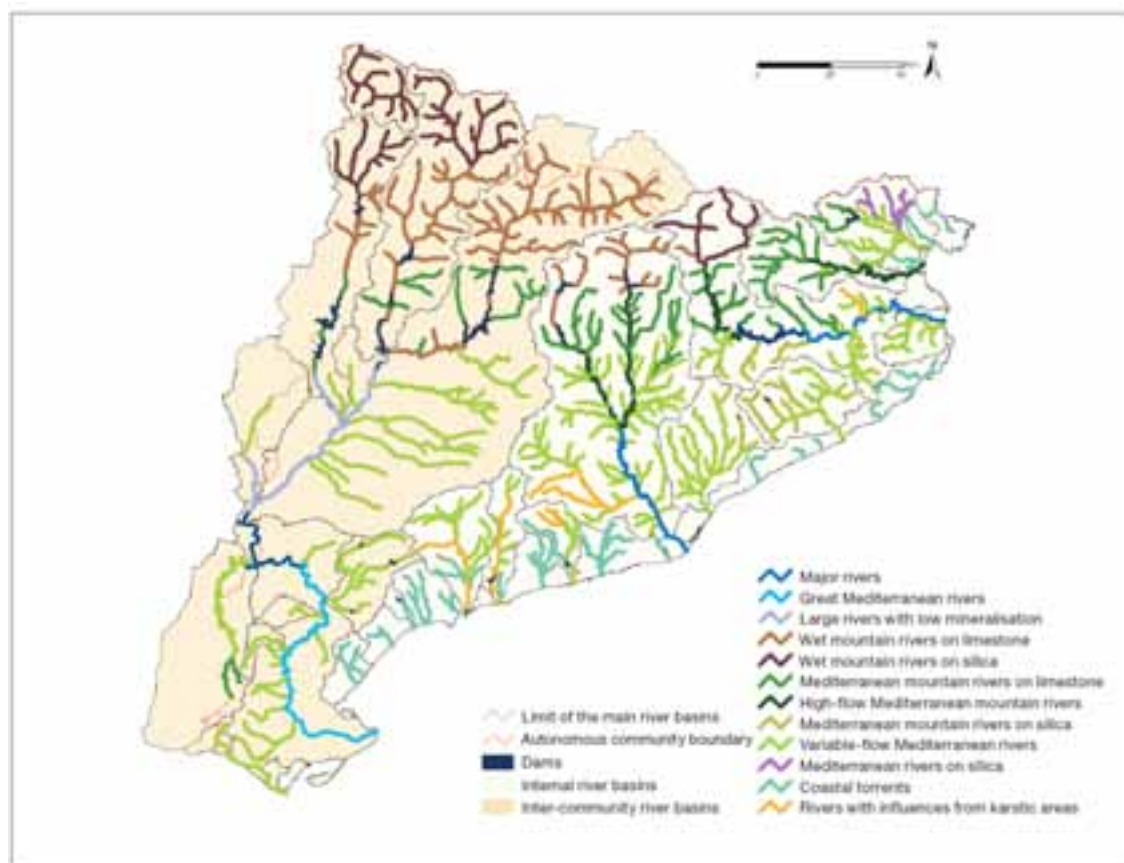 N
Major rivers
Great Mediterranean rivers
Large rivers with low mineralisation
Wet mountain rivers on limestone
Wet mountain rivers on silica
Mediterranean mountain rivers on limestone
High-flow Mediterranean mountain rivers
Mediterranean mountain rivers on silica
Variable-flow Mediterranean rivers
Mediterranean rivers on silica
Coastal torrents
Rivers with influences from karstic areas
Limit of the main river basins
Autonomous community boundary
Dams
Internal river basins
Inter-community river basins